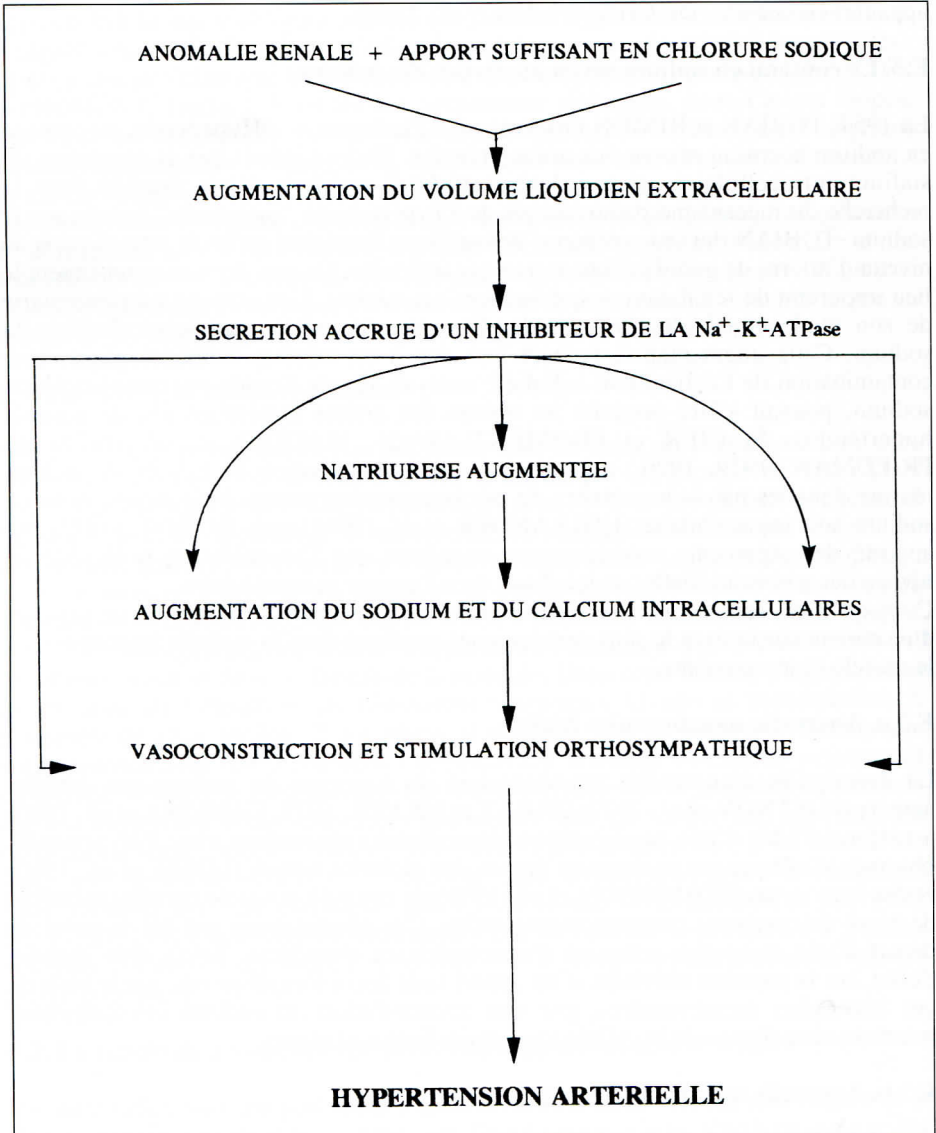 ANOMALIE RENALE + APPORT SUFFISANT EN CHLORURE SODIQUE
AUGMENTATION DU VOLUME LIQUIDIEN EXTRACELLULAIRE
SECRETION ACCRUE D'UN INHIBITEUR DE LA Na⁺-K⁺-ATPase
NATRIURESE AUGMENTEE
AUGMENTATION DU SODIUM ET DU CALCIUM INTRACELLULAIRES
VASOCONSTRICTION ET STIMULATION ORTHOSYMPATHIQUE
HYPERTENSION ARTERIELLE